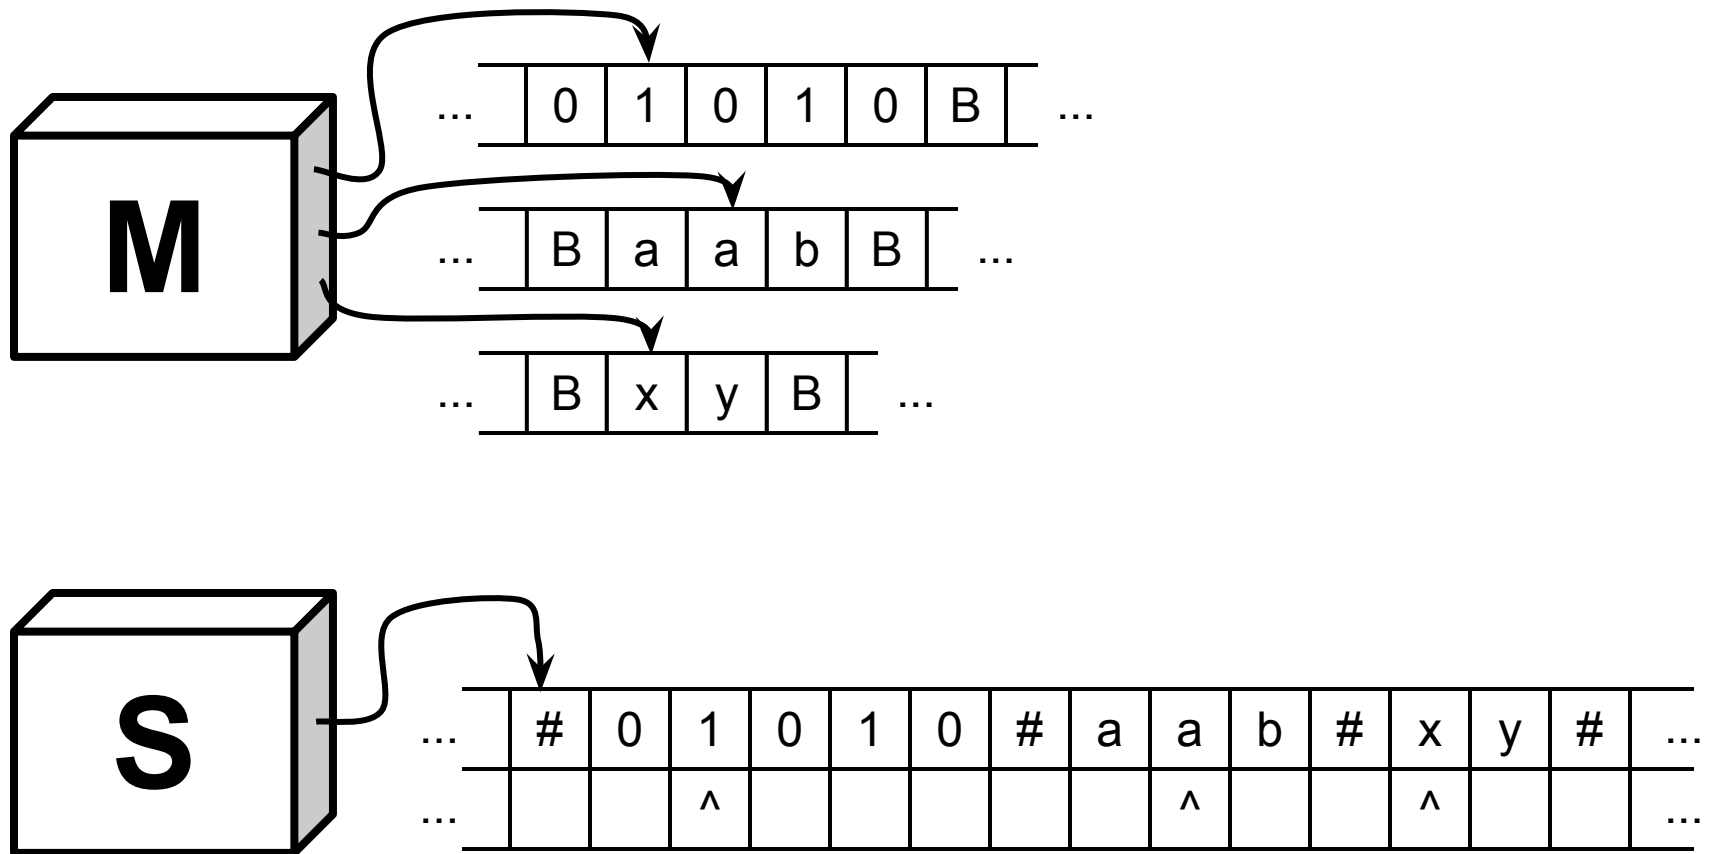 ... 0 1 0 1 0 B ...
M
... B a a b B ...
... B x y B ...
S
... # 0 1 0 1 0 # a a b # x y # ...
... ^ ^ ^ ...